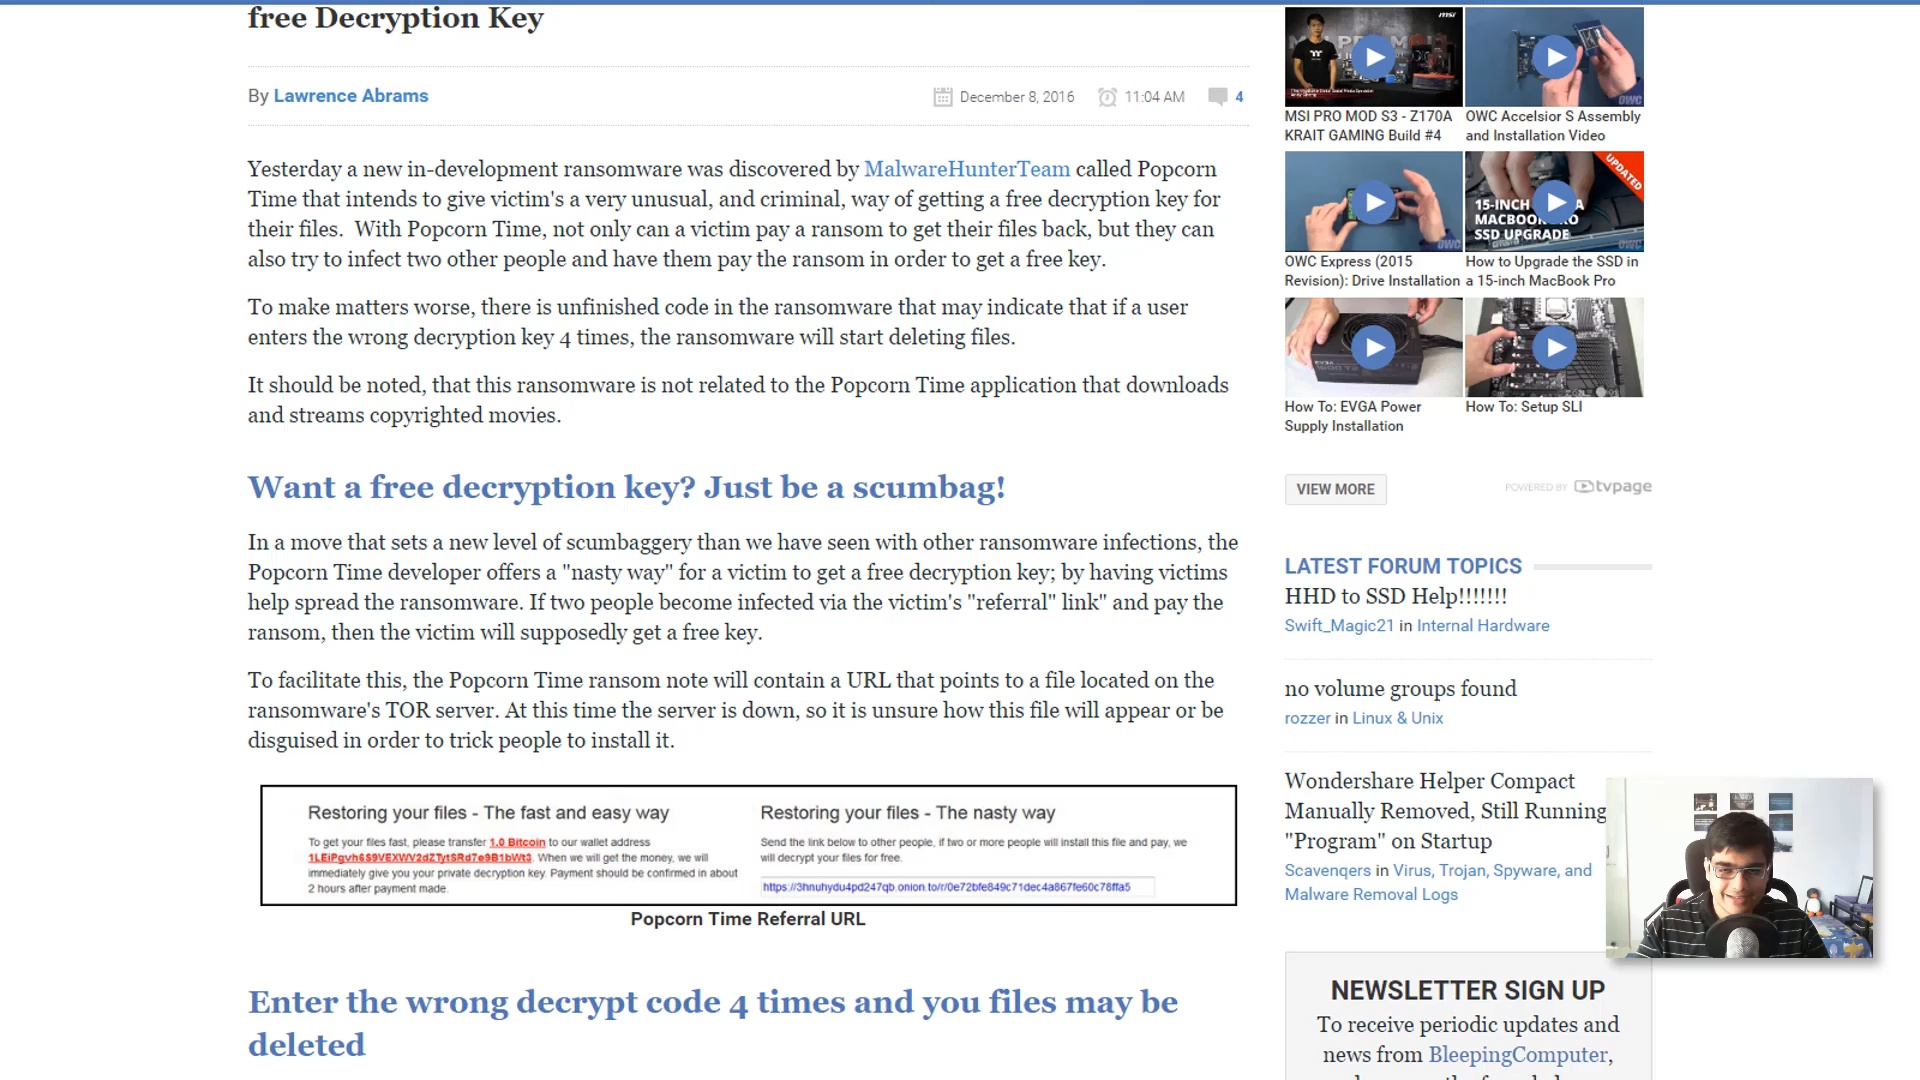 free Decryption Key
By Lawrence Abrams
December 8, 2016
11:04 AM
4
Yesterday a new in-development ransomware was discovered by MalwareHunterTeam called Popcorn
Time that intends to give victim's a very unusual, and criminal, way of getting a free decryption key for
their files.  With Popcorn Time, not only can a victim pay a ransom to get their files back, but they can
also try to infect two other people and have them pay the ransom in order to get a free key.
To make matters worse, there is unfinished code in the ransomware that may indicate that if a user
enters the wrong decryption key 4 times, the ransomware will start deleting files.
It should be noted, that this ransomware is not related to the Popcorn Time application that downloads
and streams copyrighted movies.
Want a free decryption key? Just be a scumbag!
In a move that sets a new level of scumbaggery than we have seen with other ransomware infections, the
Popcorn Time developer offers a "nasty way" for a victim to get a free decryption key; by having victims
help spread the ransomware. If two people become infected via the victim's "referral" link" and pay the
ransom, then the victim will supposedly get a free key.
To facilitate this, the Popcorn Time ransom note will contain a URL that points to a file located on the
ransomware's TOR server. At this time the server is down, so it is unsure how this file will appear or be
disguised in order to trick people to install it.
Restoring your files - The fast and easy way
To get your files fast, please transfer 1.0 Bitcoin to our wallet address
1LEiPgvh6S9VEXWV2dZTytSRd7e9B1bWt3. When we will get the money, we will
immediately give you your private decryption key. Payment should be confirmed in about
2 hours after payment made.
Restoring your files - The nasty way
Send the link below to other people, if two or more people will install this file and pay, we
will decrypt your files for free.
https://3hnuhydu4pd247qb.onion.to/r/0e72bfe849c71dec4a867fe60c78ffa5
Popcorn Time Referral URL
Enter the wrong decrypt code 4 times and you files may be
deleted
msi
MSI PRO MOD S3 - Z170A
KRAIT GAMING Build #4
OWC
OWC Accelsior S Assembly
and Installation Video
OWC
OWC Express (2015
Revision): Drive Installation
UPDATED
15-INCH
MACBOOK PRO
SSD UPGRADE
OWC
How to Upgrade the SSD in
a 15-inch MacBook Pro
How To: EVGA Power
Supply Installation
How To: Setup SLI
VIEW MORE
POWERED BY tvpage
LATEST FORUM TOPICS
HHD to SSD Help!!!!!!!
Swift_Magic21 in Internal Hardware
no volume groups found
rozzer in Linux & Unix
Wondershare Helper Compact
Manually Removed, Still Running
"Program" on Startup
Scavenqers in Virus, Trojan, Spyware, and
Malware Removal Logs
NEWSLETTER SIGN UP
To receive periodic updates and
news from BleepingComputer,